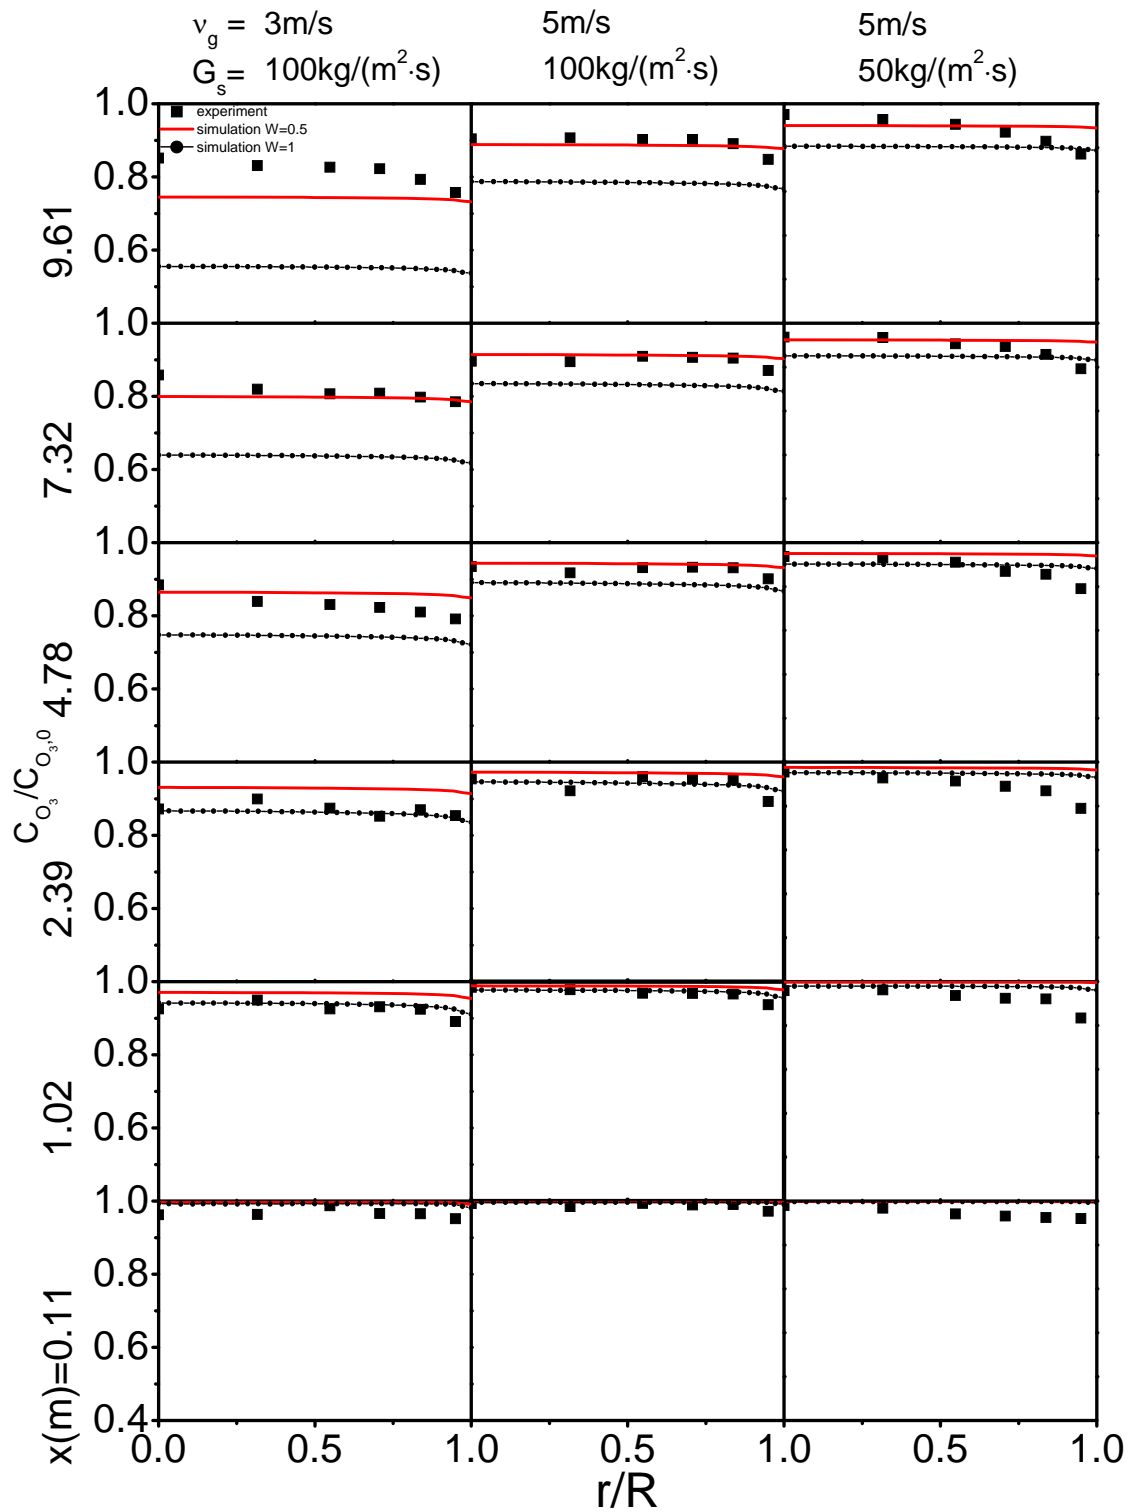 ν_g = 3m/s 5m/s 5m/s
G_s = 100kg/(m²·s) 100kg/(m²·s) 50kg/(m²·s)
1.0
experiment
simulation W=0.5
simulation W=1
0.8
0.6
9.61
1.0
0.8
0.6
7.32
1.0
0.8
0.6
4.78
C_O₃/C_O₃,0
1.0
0.8
0.6
2.39
1.0
0.8
0.6
1.02
1.0
0.8
0.6
0.4
x(m)=0.11
0.0 0.5 1.0 0.5 1.0 0.5 1.0
r/R